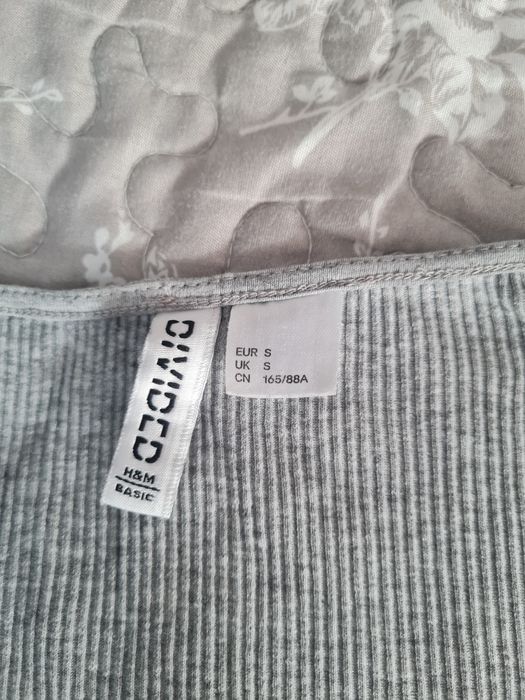 DIVIDED
H&M
BASIC
EUR S
UK S
CN 165/88A